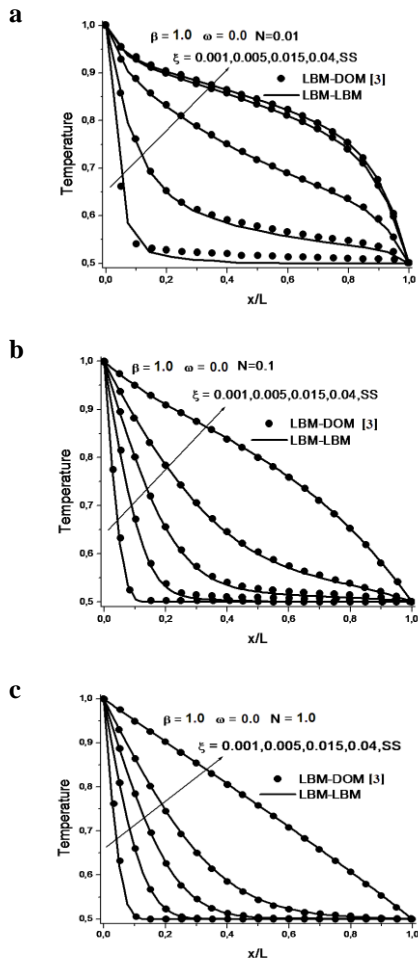 a
β = 1.0 ω = 0.0 N=0.01
ξ = 0.001,0.005,0.015,0.04,SS
LBM-DOM [3]
LBM-LBM
Temperature
1,0
0,9
0,8
0,7
0,6
0,5
0,0 0,2 0,4 0,6 0,8 1,0
x/L
b
β = 1.0 ω = 0.0 N=0.1
ξ = 0.001,0.005,0.015,0.04,SS
LBM-DOM [3]
LBM-LBM
Temperature
1,0
0,9
0,8
0,7
0,6
0,5
0,0 0,2 0,4 0,6 0,8 1,0
x/L
c
β = 1.0 ω = 0.0 N = 1.0
ξ = 0.001,0.005,0.015,0.04,SS
LBM-DOM [3]
LBM-LBM
Temperature
1,0
0,9
0,8
0,7
0,6
0,5
0,0 0,2 0,4 0,6 0,8 1,0
x/L